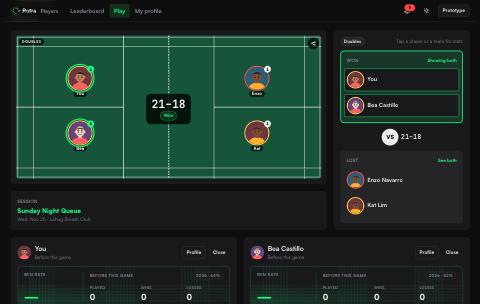 Players
Leaderboard
Play
My profile
Prototype
DOUBLES
You
Bea
21–18
Won
Enzo
Kat
Doubles
Tap a player or a team for stats
WON
Showing both
You
Bea Castillo
VS 21–18
LOST
See both
Enzo Navarro
Kat Lim
SESSION
Sunday Night Queue
Wed, Nov 25 · Lahug Smash Club
You
Before this game
Profile
Close
WIN RATE
BEFORE THIS GAME
PLAYED
WINS
LOSSES
0
0
0
Bea Castillo
Before this game
Profile
Close
WIN RATE
BEFORE THIS GAME
PLAYED
WINS
LOSSES
0
0
0